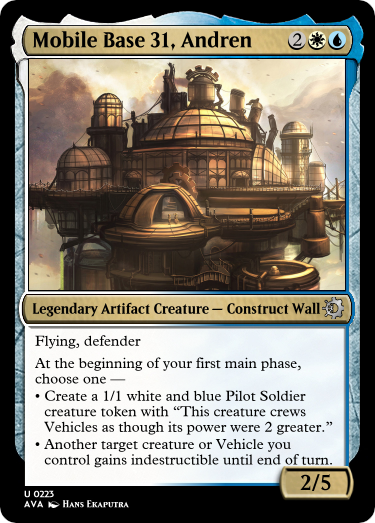 Mobile Base 31, Andren 2
Legendary Artifact Creature — Construct Wall
Flying, defender
At the beginning of your first main phase,
choose one —
• Create a 1/1 white and blue Pilot Soldier
creature token with “This creature crews
Vehicles as though its power were 2 greater.”
• Another target creature or Vehicle you
control gains indestructible until end of turn.
2/5
U 0223
AVA Hans Ekaputra